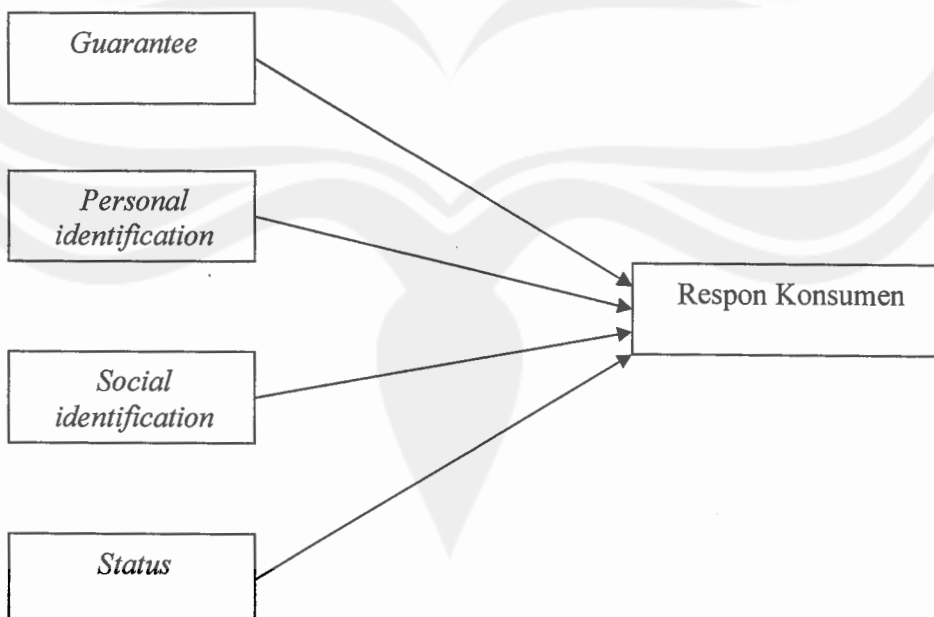 Guarantee
Personal
identification
Respon Konsumen
Social
identification
Status